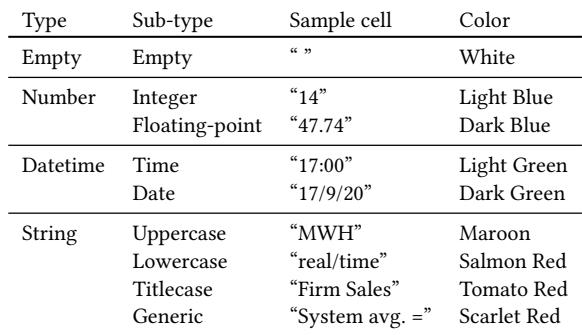 Type Sub-type Sample cell Color
Empty Empty “ ” White
Number Integer “14” Light Blue
Floating-point “47.74” Dark Blue
Datetime Time “17:00” Light Green
Date “17/9/20” Dark Green
String Uppercase “MWH” Maroon
Lowercase “real/time” Salmon Red
Titlecase “Firm Sales” Tomato Red
Generic “System avg. =” Scarlet Red